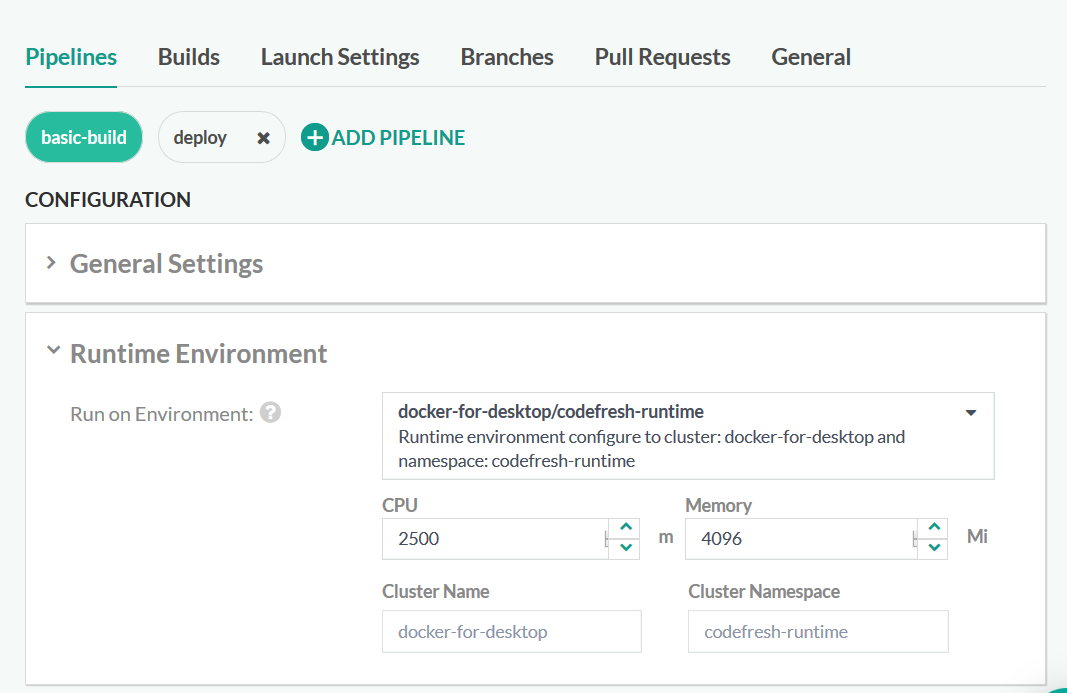 Pipelines Builds Launch Settings Branches Pull Requests General
basic-build deploy ADD PIPELINE
CONFIGURATION
General Settings
Runtime Environment
Run on Environment: ?
docker-for-desktop/codefresh-runtime
Runtime environment configure to cluster: docker-for-desktop and
namespace: codefresh-runtime
CPU Memory
2500 m 4096 Mi
Cluster Name Cluster Namespace
docker-for-desktop codefresh-runtime